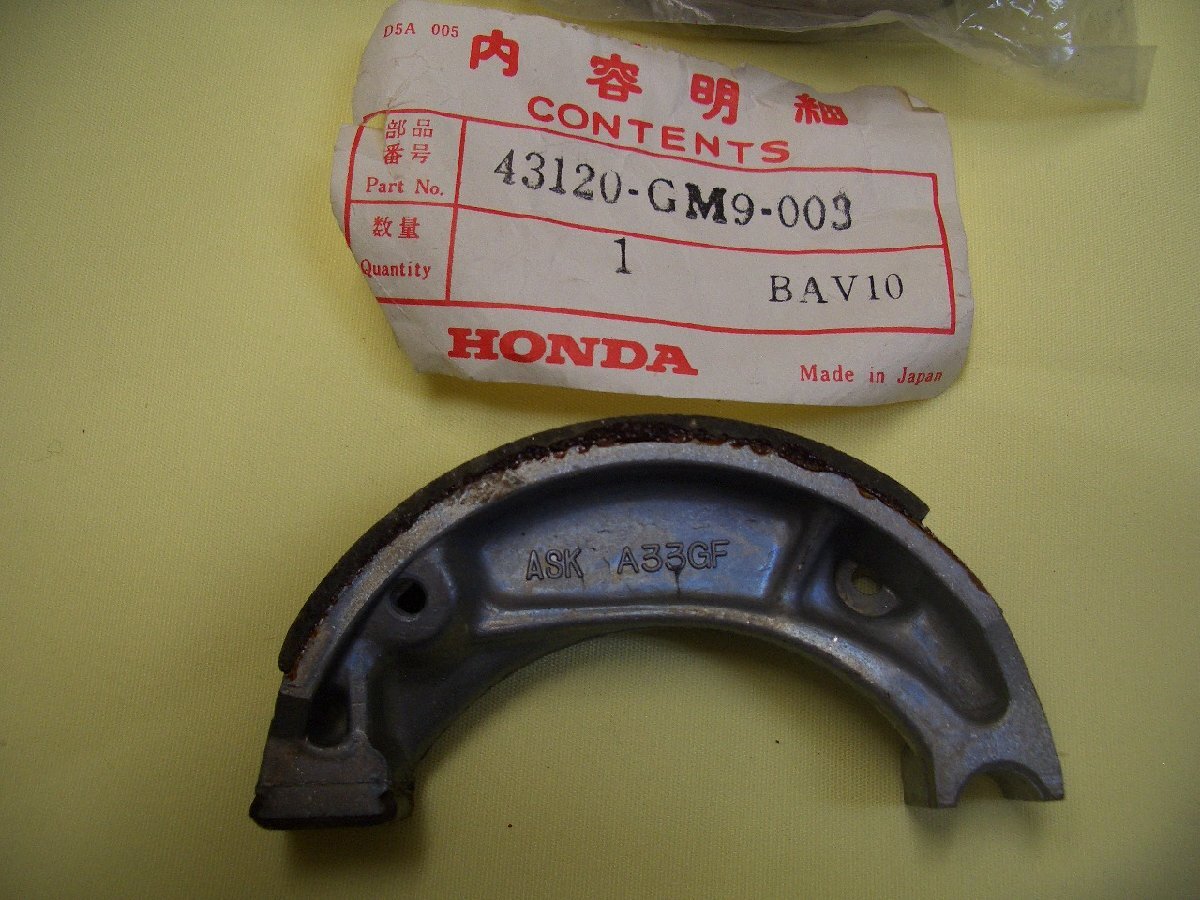 D5A 005
内容明細
CONTENTS
部品
番号
Part No.
43120-GM9-003
数量
Quantity
1
BAV10
HONDA
Made in Japan
ASK A33GF